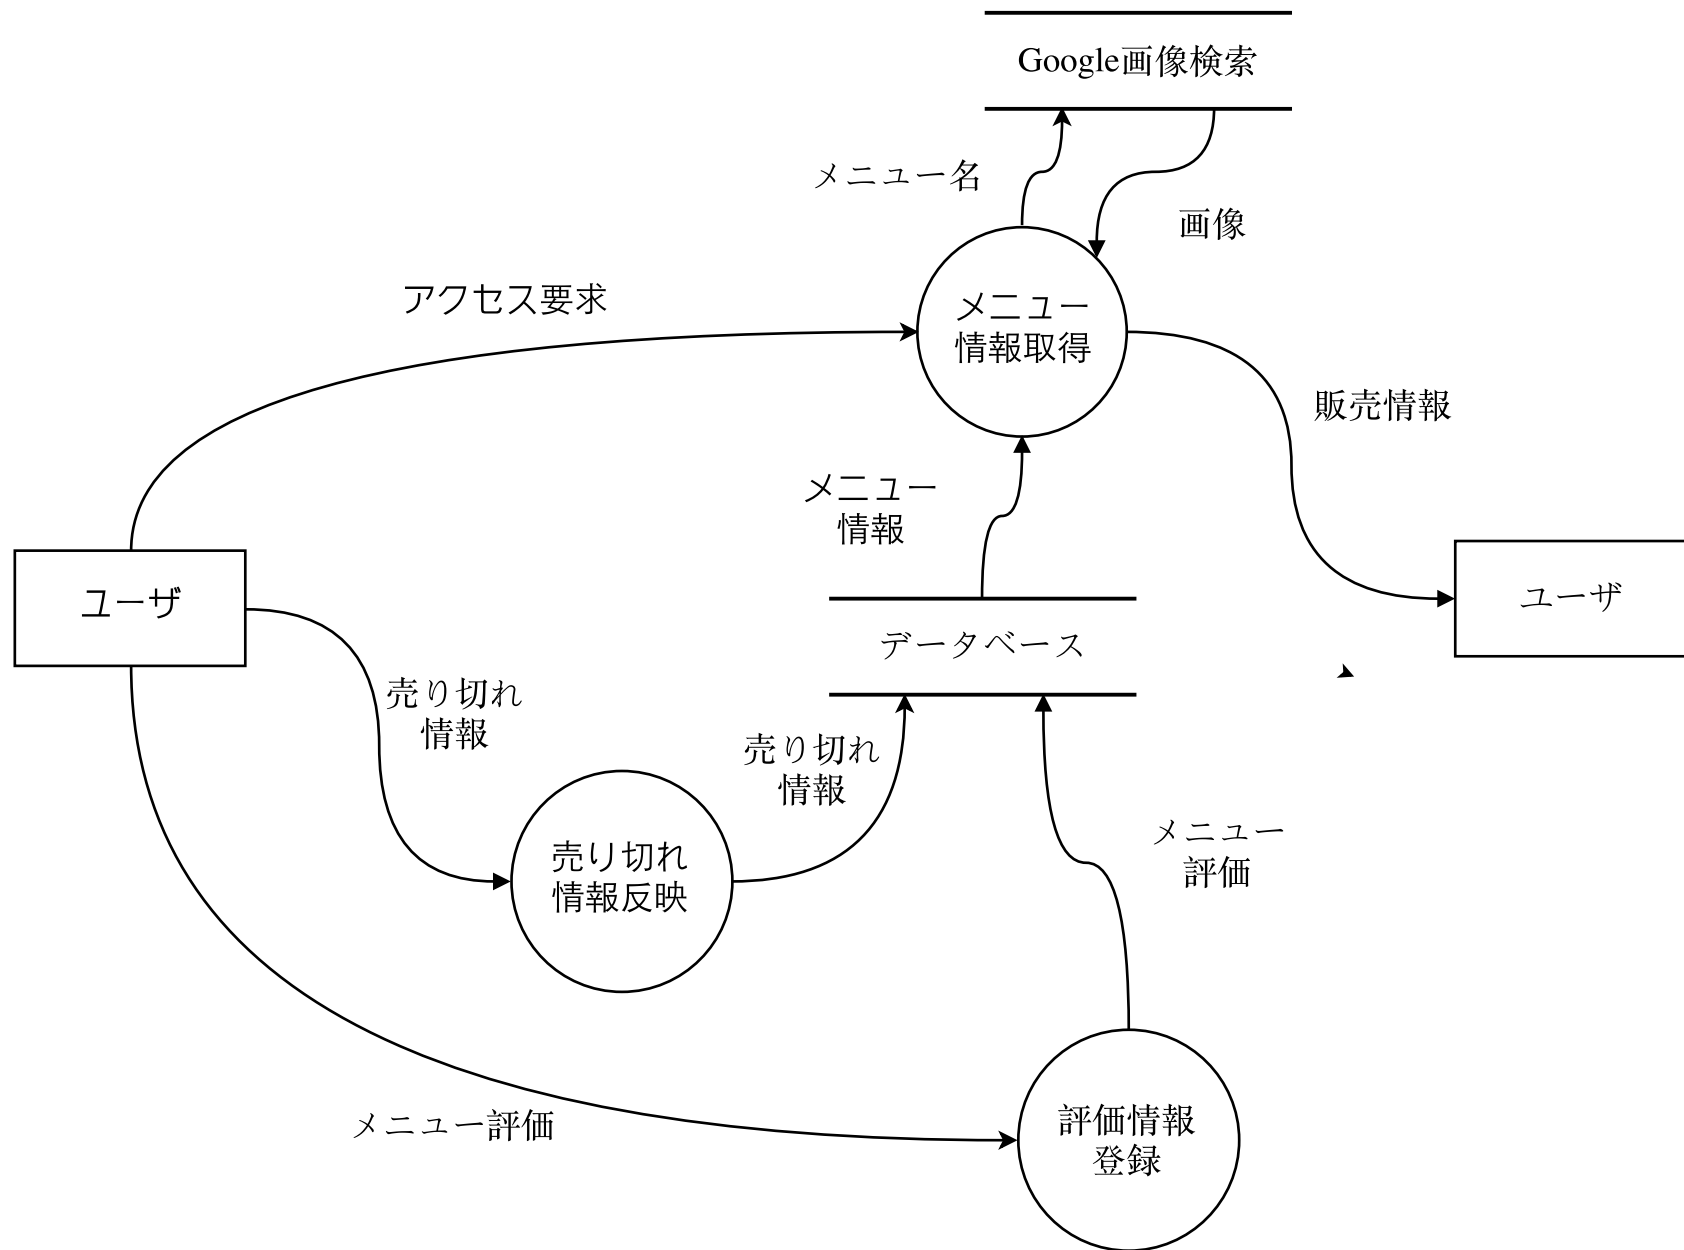 Google画像検索
メニュー名
画像
アクセス要求
メニュー
情報取得
販売情報
メニュー
情報
ユーザ
ユーザ
データベース
売り切れ
情報
売り切れ
情報
メニュー
評価
売り切れ
情報反映
メニュー評価
評価情報
登録